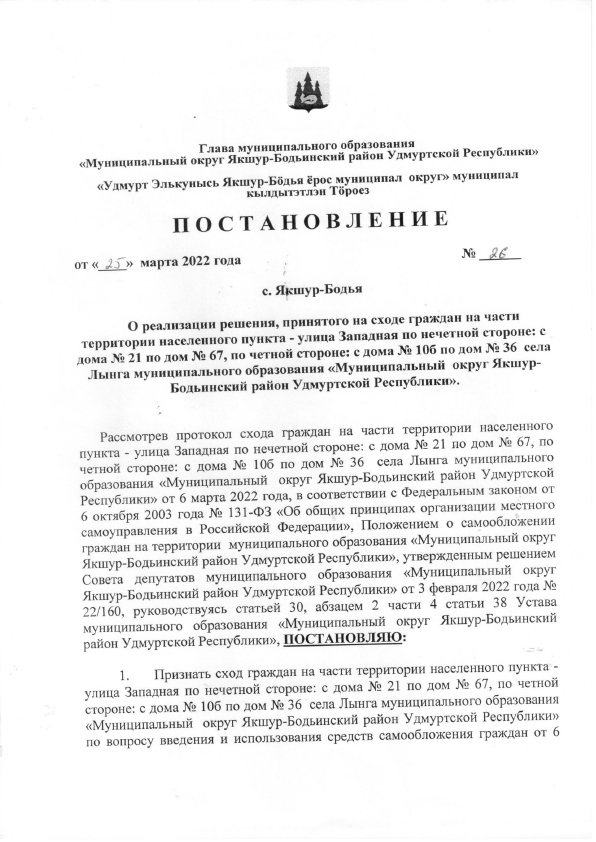 Глава муниципального образования
«Муниципальный округ Якшур-Бодьинский район Удмуртской Республики»
«Удмурт Элькунысь Якшур-Бӧдья ёрос муниципал округ» муниципал
кылдытэтлэн Тӧроез
ПОСТАНОВЛЕНИЕ
от «25» марта 2022 года № 26
с. Якшур-Бодья
О реализации решения, принятого на сходе граждан на части
территории населенного пункта - улица Западная по нечетной стороне: с
дома № 21 по дом № 67, по четной стороне: с дома № 10б по дом № 36 села
Лынга муниципального образования «Муниципальный округ Якшур-
Бодьинский район Удмуртской Республики».
Рассмотрев протокол схода граждан на части территории населенного
пункта - улица Западная по нечетной стороне: с дома № 21 по дом № 67, по
четной стороне: с дома № 10б по дом № 36 села Лынга муниципального
образования «Муниципальный округ Якшур-Бодьинский район Удмуртской
Республики» от 6 марта 2022 года, в соответствии с Федеральным законом от
6 октября 2003 года № 131-ФЗ «Об общих принципах организации местного
самоуправления в Российской Федерации», Положением о самообложении
граждан на территории муниципального образования «Муниципальный округ
Якшур-Бодьинский район Удмуртской Республики», утвержденным решением
Совета депутатов муниципального образования «Муниципальный округ
Якшур-Бодьинский район Удмуртской Республики» от 3 февраля 2022 года №
22/160, руководствуясь статьей 30, абзацем 2 части 4 статьи 38 Устава
муниципального образования «Муниципальный округ Якшур-Бодьинский
район Удмуртской Республики», ПОСТАНОВЛЯЮ:
1. Признать сход граждан на части территории населенного пункта -
улица Западная по нечетной стороне: с дома № 21 по дом № 67, по четной
стороне: с дома № 10б по дом № 36 села Лынга муниципального образования
«Муниципальный округ Якшур-Бодьинский район Удмуртской Республики»
по вопросу введения и использования средств самообложения граждан от 6